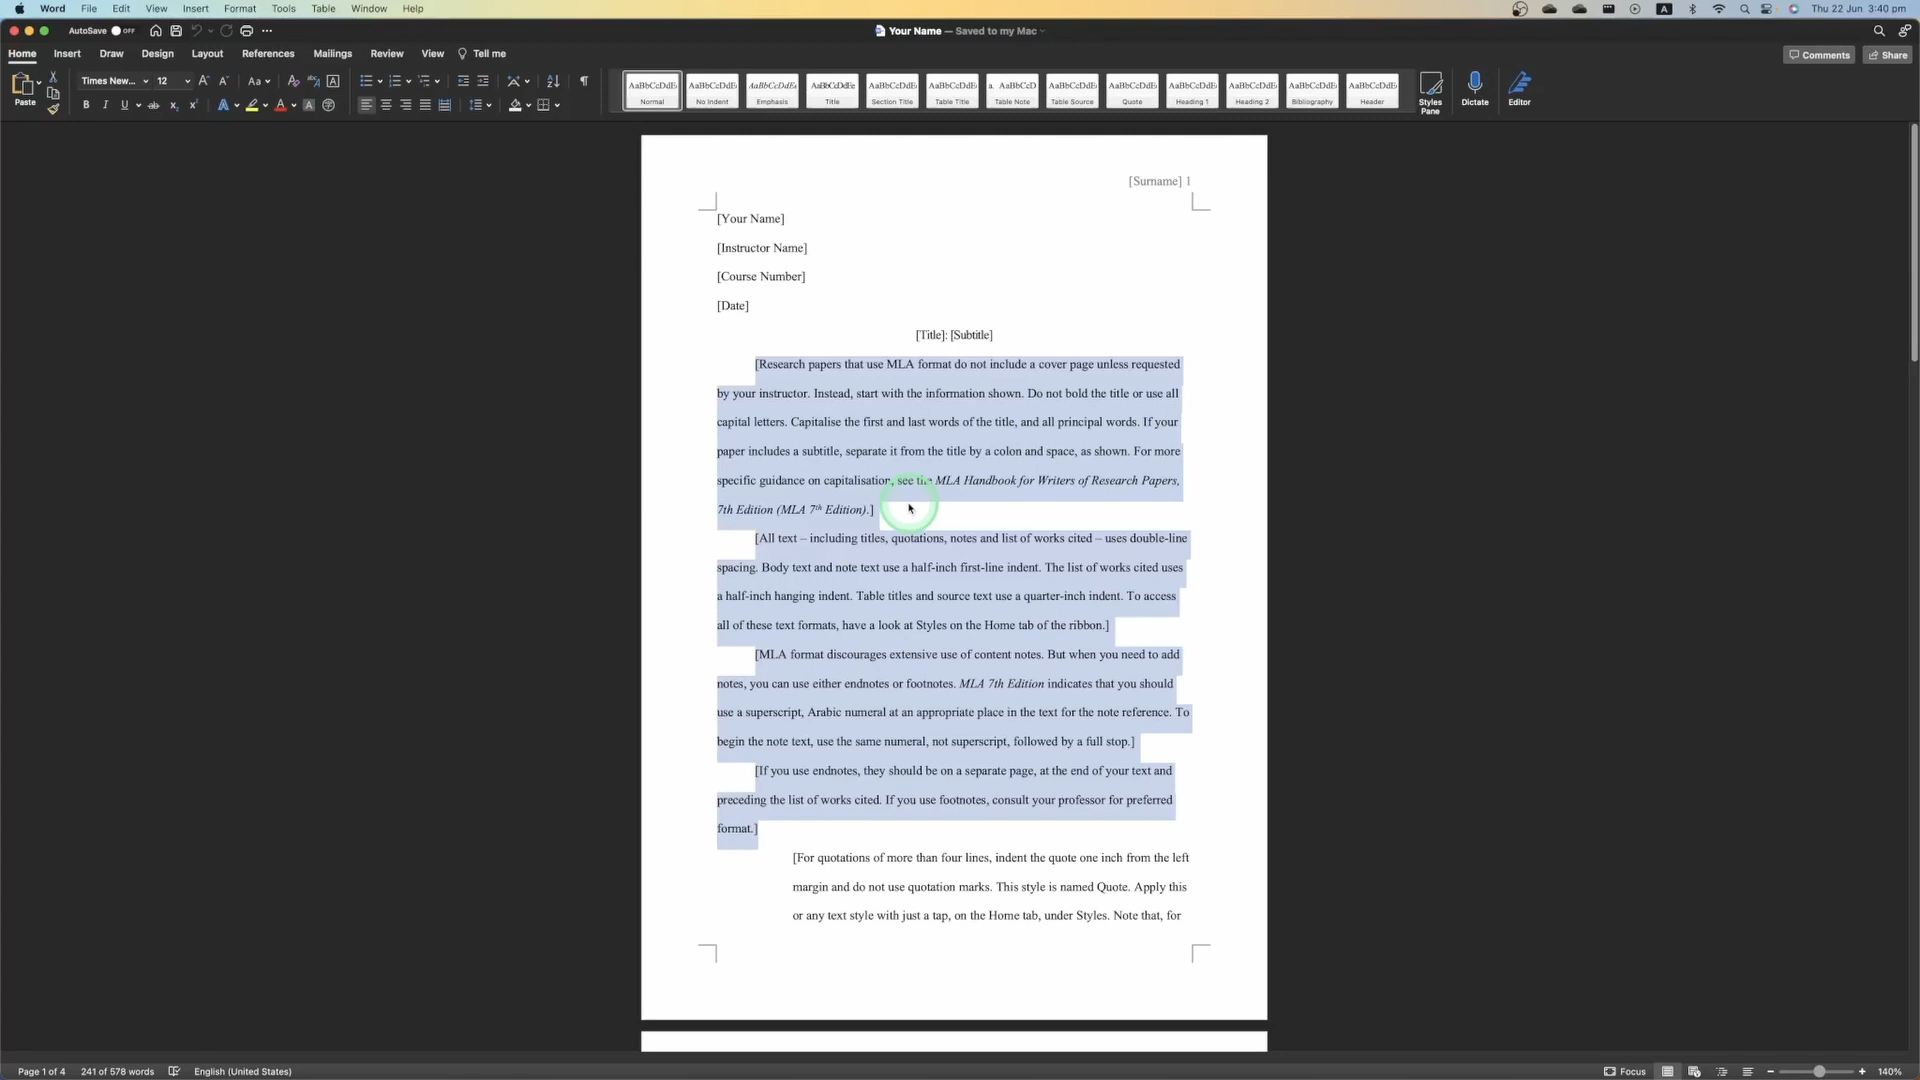 Word File Edit View Insert Format Tools Table Window Help
A
Thu 22 Jun 3:40 pm
AutoSave OFF
Your Name — Saved to my Mac
Home Insert Draw Design Layout References Mailings Review View Tell me
Comments Share
Paste
Times New... 12
AaBbCcDdEe AaBbCcDdEe AaBbCcDdEe AaBbCcDdEe AaBbCcDdEe AaBbCcDdEe a. AaBbCcD AaBbCcDdEe AaBbCcDdEe AaBbCcDdEe AaBbCcDdEe AaBbCcDdEe AaBbCcDdEe
Normal No Indent Emphasis Title Section Title Table Title Table Note Table Source Quote Heading 1 Heading 2 Bibliography Header
Styles Pane
Dictate
Editor
[Surname] 1
[Your Name]
[Instructor Name]
[Course Number]
[Date]
[Title]: [Subtitle]
[Research papers that use MLA format do not include a cover page unless requested
by your instructor. Instead, start with the information shown. Do not bold the title or use all
capital letters. Capitalise the first and last words of the title, and all principal words. If your
paper includes a subtitle, separate it from the title by a colon and space, as shown. For more
specific guidance on capitalisation, see the MLA Handbook for Writers of Research Papers,
7th Edition (MLA 7th Edition).]
[All text – including titles, quotations, notes and list of works cited – uses double-line
spacing. Body text and note text use a half-inch first-line indent. The list of works cited uses
a half-inch hanging indent. Table titles and source text use a quarter-inch indent. To access
all of these text formats, have a look at Styles on the Home tab of the ribbon.]
[MLA format discourages extensive use of content notes. But when you need to add
notes, you can use either endnotes or footnotes. MLA 7th Edition indicates that you should
use a superscript, Arabic numeral at an appropriate place in the text for the note reference. To
begin the note text, use the same numeral, not superscript, followed by a full stop.]
[If you use endnotes, they should be on a separate page, at the end of your text and
preceding the list of works cited. If you use footnotes, consult your professor for preferred
format.]
[For quotations of more than four lines, indent the quote one inch from the left
margin and do not use quotation marks. This style is named Quote. Apply this
or any text style with just a tap, on the Home tab, under Styles. Note that, for
Page 1 of 4 241 of 578 words English (United States) Focus 140%